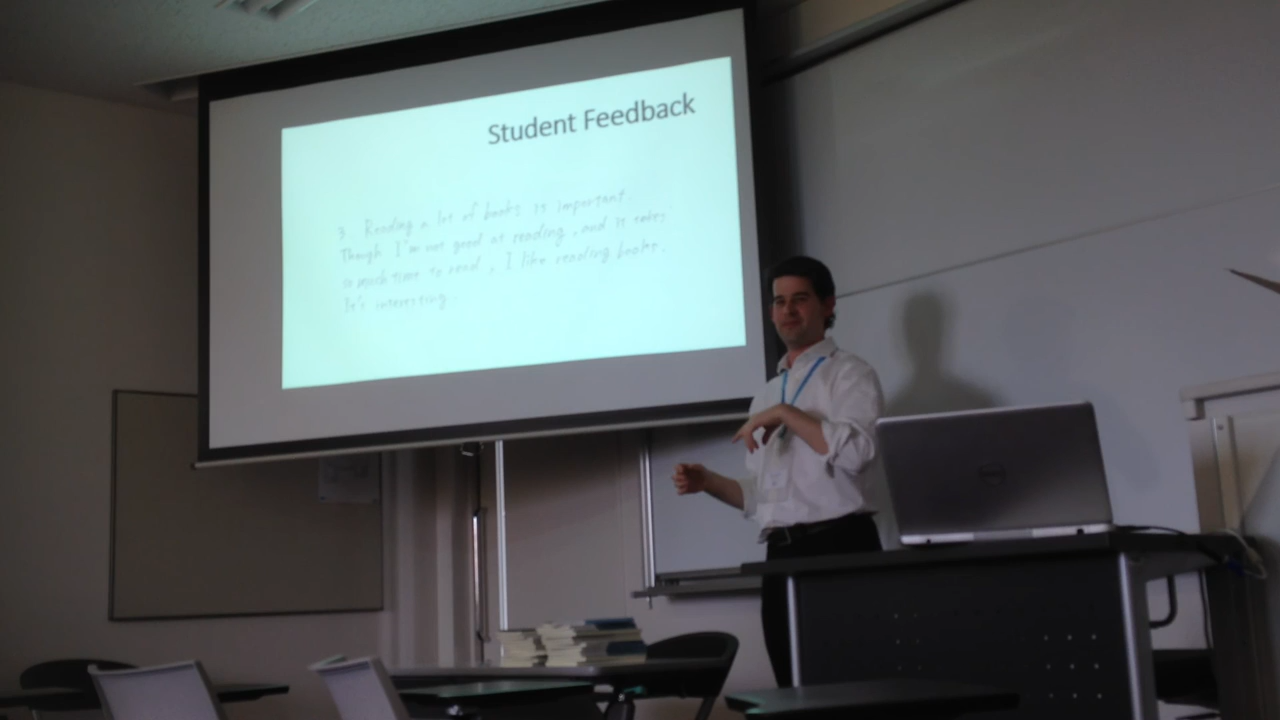 Student Feedback
3. Reading a lot of books is important.
Though I'm not good at reading, and it takes
so much time to read, I like reading books.
It's interesting.
DELL